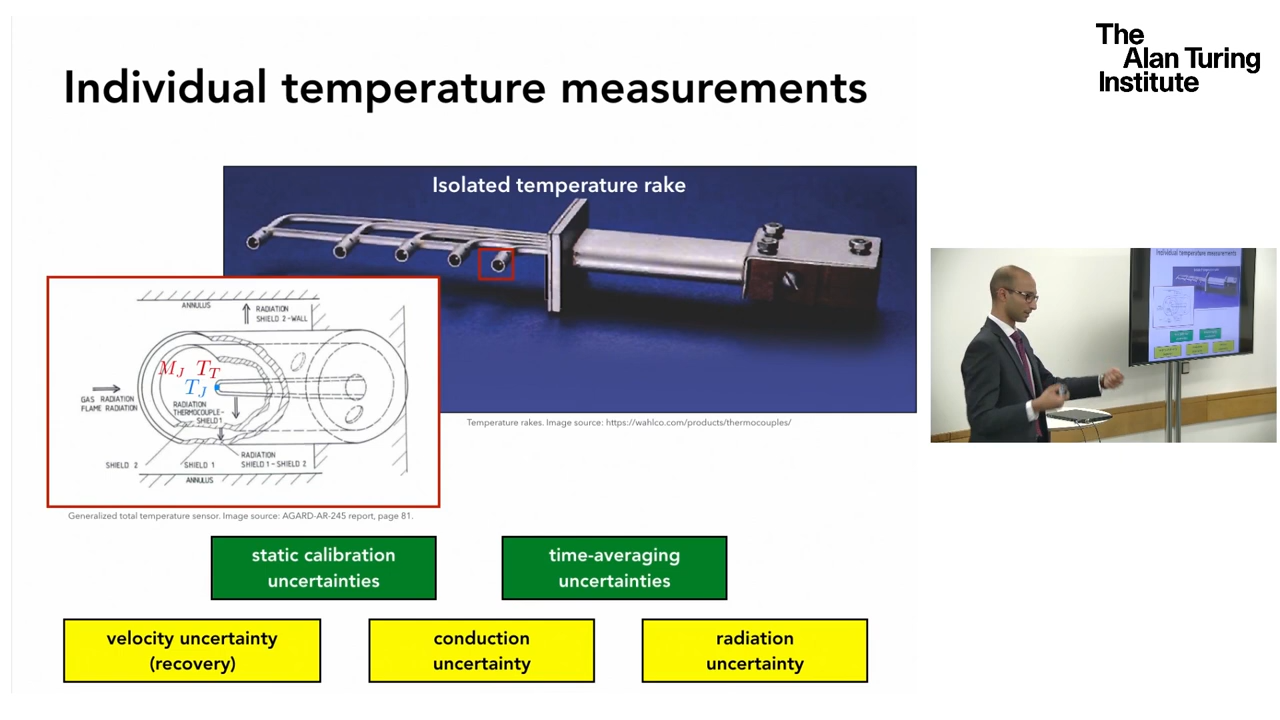 The
Alan Turing
Institute
Individual temperature measurements
Isolated temperature rake
ANNULUS
RADIATION
SHIELD 2-WALL
M_J T_T
T_J
GAS RADIATION
FLAME RADIATION
RADIATION
THERMOCOUPLE-
SHIELD 1
RADIATION
SHIELD 1-SHIELD 2
SHIELD 2
SHIELD 1
ANNULUS
Temperature rakes. Image source: https://wahlco.com/products/thermocouples/
Generalized total temperature sensor. Image source: AGARD-AR-245 report, page 81.
static calibration
uncertainties
time-averaging
uncertainties
velocity uncertainty
(recovery)
conduction
uncertainty
radiation
uncertainty
Individual temperature measurements